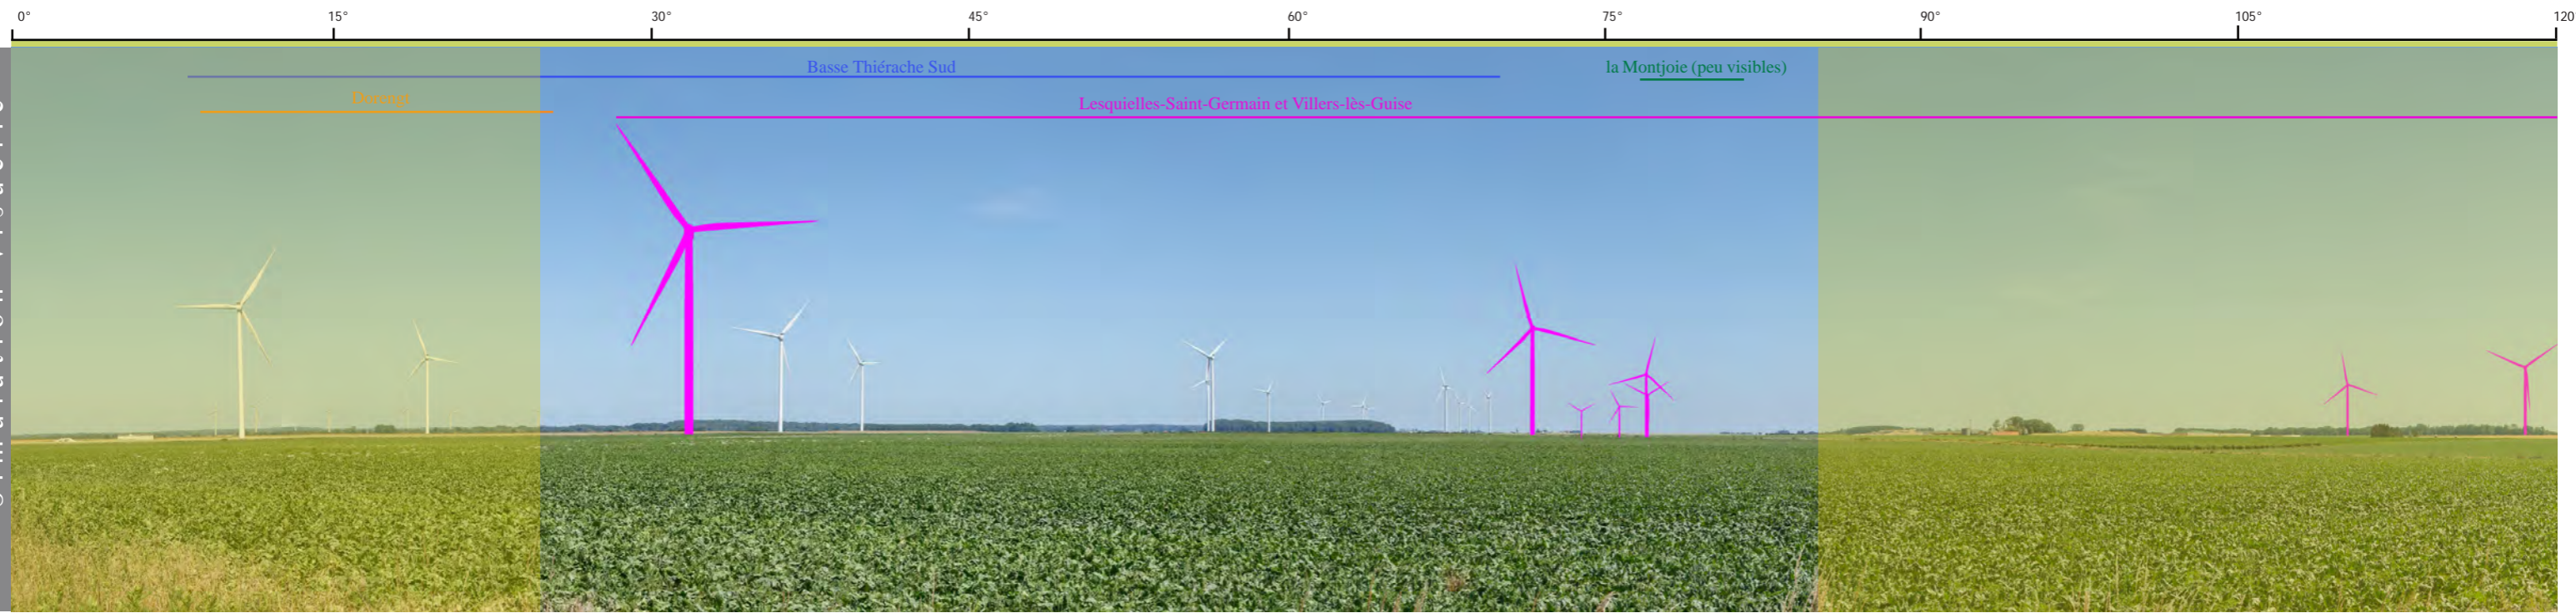 0° 15° 30° 45° 60° 75° 90° 105° 120
Basse Thiérache Sud la Montjoie (peu visibles)
Dorengt
Lesquielles-Saint-Germain et Villers-lès-Guise